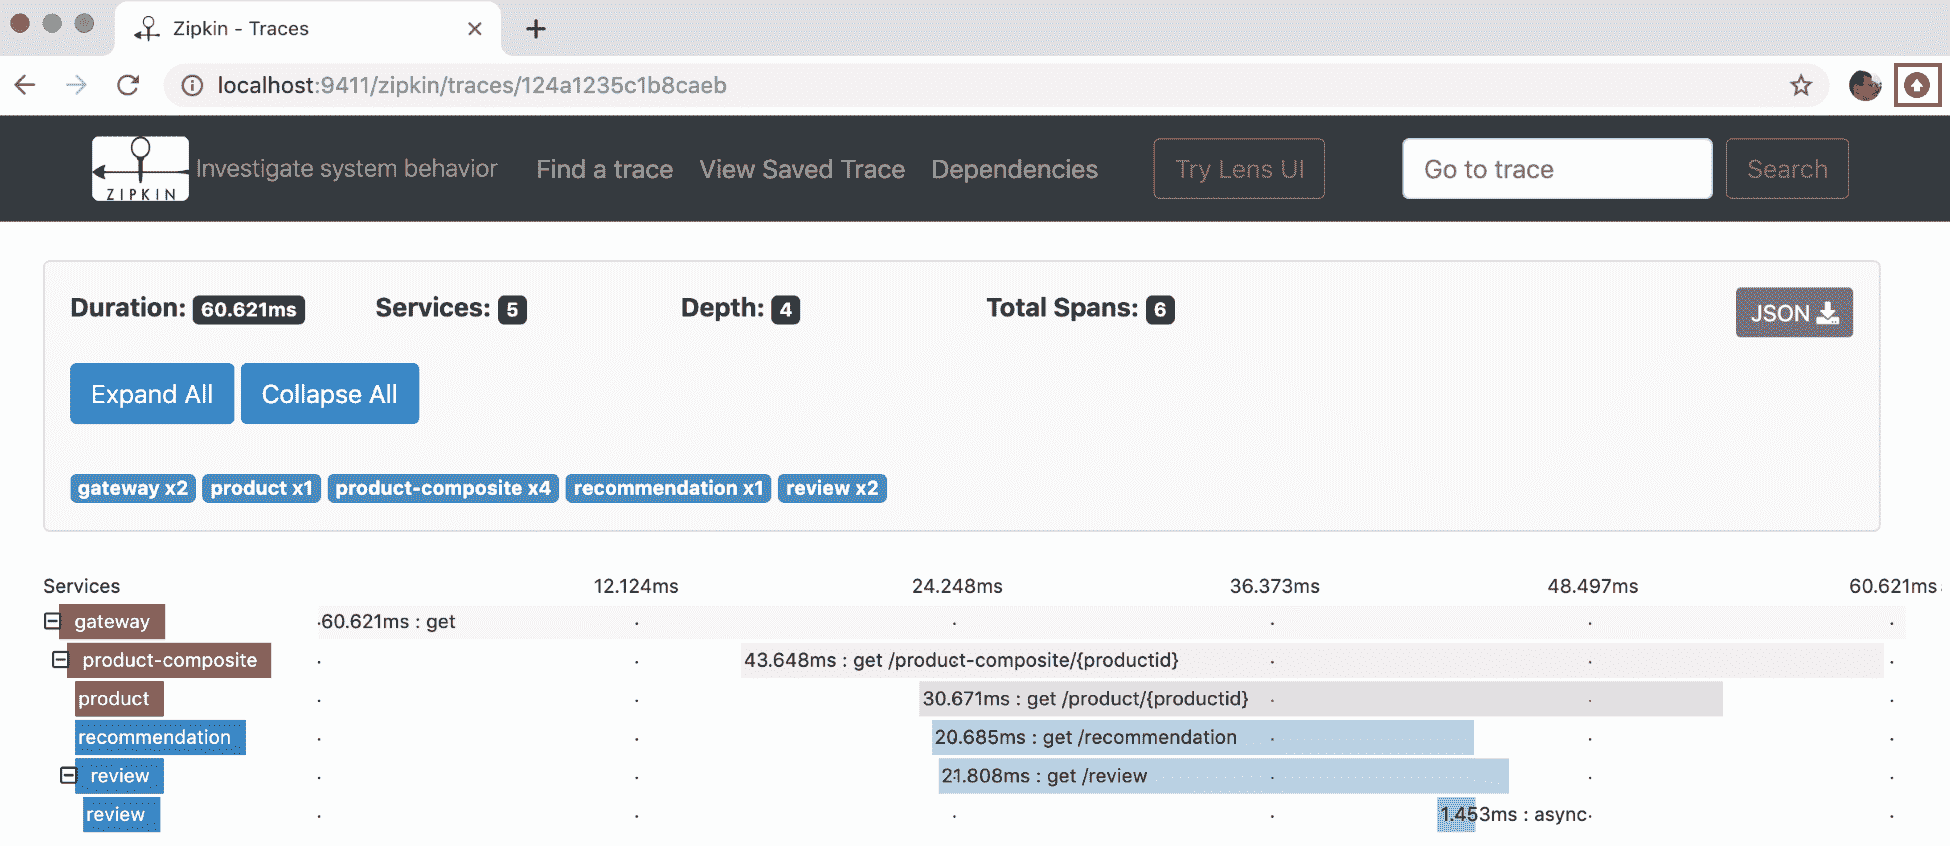 Zipkin - Traces
localhost:9411/zipkin/traces/124a1235c1b8caeb
ZIPKIN Investigate system behavior Find a trace View Saved Trace Dependencies Try Lens UI Go to trace Search
Duration: 60.621ms Services: 5 Depth: 4 Total Spans: 6 JSON
Expand All Collapse All
gateway x2 product x1 product-composite x4 recommendation x1 review x2
Services 12.124ms 24.248ms 36.373ms 48.497ms 60.621ms
gateway 60.621ms : get
product-composite 43.648ms : get /product-composite/{productid}
product 30.671ms : get /product/{productid}
recommendation 20.685ms : get /recommendation
review 21.808ms : get /review
review 1.453ms : async